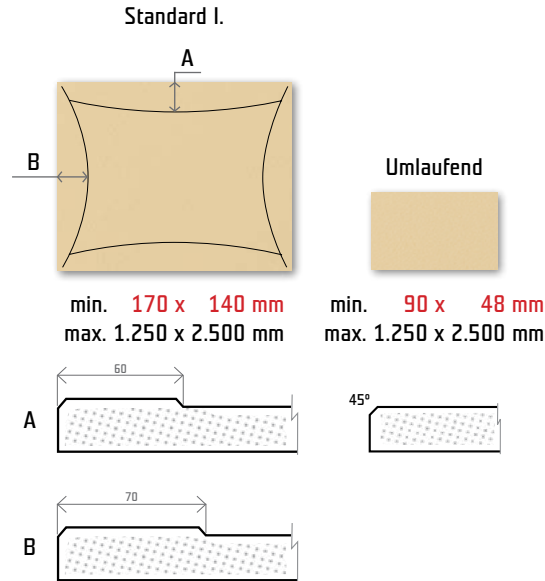 Standard I.
A
B
Umlaufend
min. 170 x 140 mm
max. 1.250 x 2.500 mm
min. 90 x 48 mm
max. 1.250 x 2.500 mm
60
A
45°
70
B